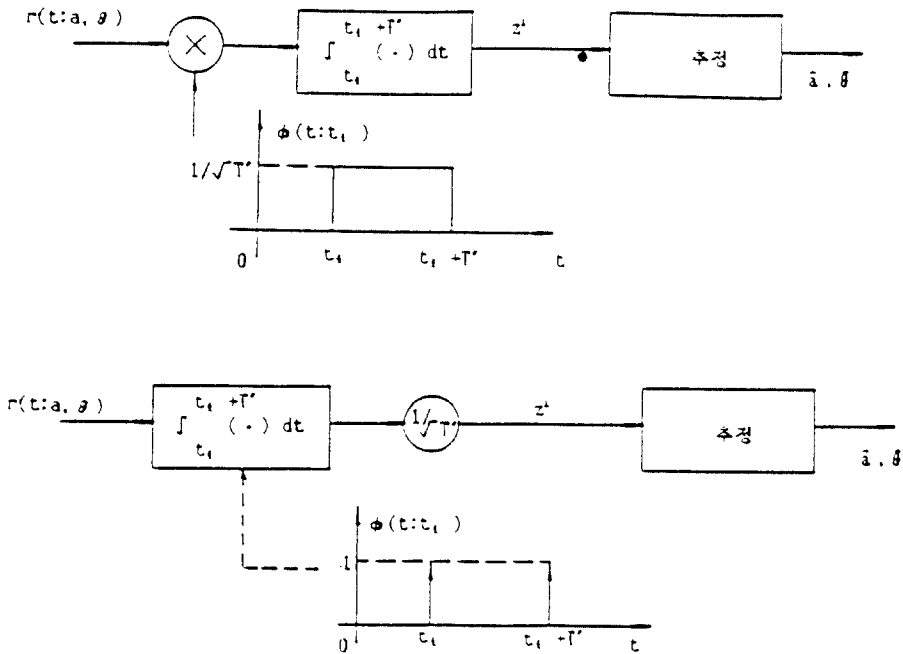 r(t:a, θ)
×
∫ t₁ t₁ +T' (·) dt
z¹
추정
ã, θ̂
φ(t:t₁ )
1/√T'
0 t₁ t₁ +T' t
r(t:a, θ)
∫ t₁ t₁ +T' (·) dt
1/√T'
z¹
추정
ã, θ̂
φ(t:t₁ )
1
0 t₁ t₁ +T' t